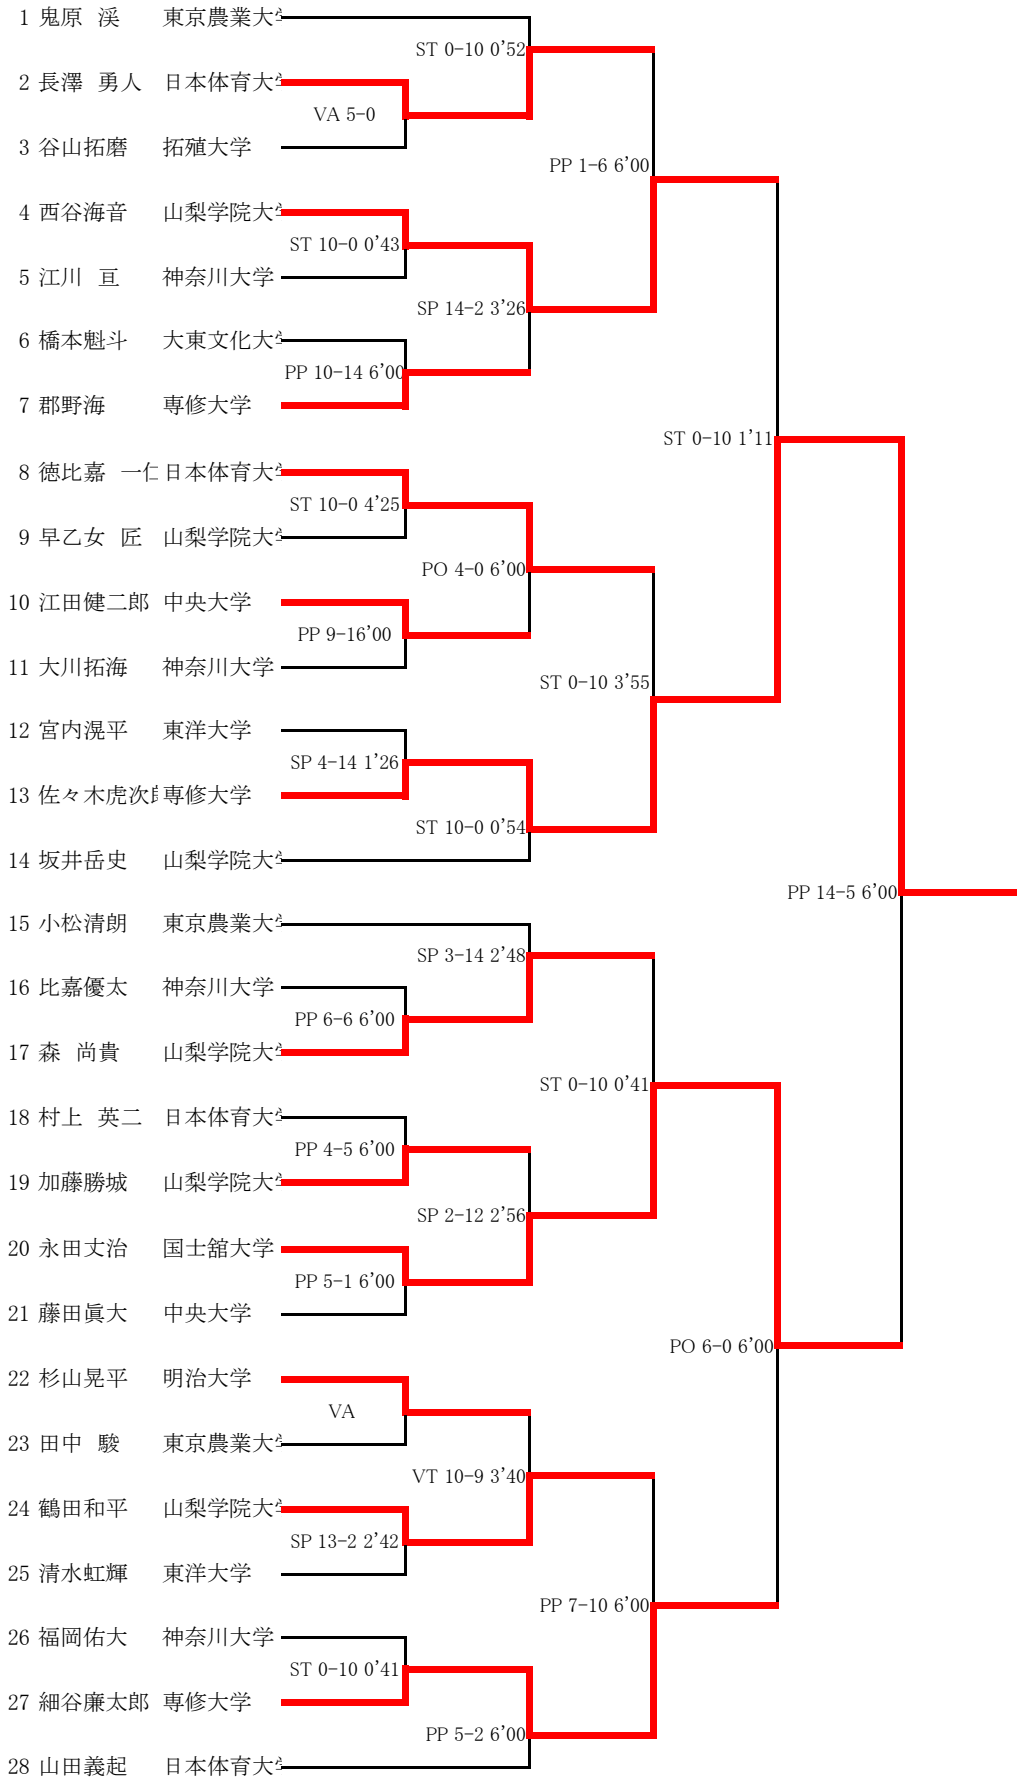 1 鬼原 渓 東京農業大学
ST 0-10 0'52
2 長澤 勇人 日本体育大学
VA 5-0
3 谷山拓磨 拓殖大学
PP 1-6 6'00
4 西谷海音 山梨学院大学
ST 10-0 0'43
5 江川 亘 神奈川大学
SP 14-2 3'26
6 橋本魁斗 大東文化大学
PP 10-14 6'00
7 郡野海 専修大学
ST 0-10 1'11
8 徳比嘉 一仁 日本体育大学
ST 10-0 4'25
9 早乙女 匠 山梨学院大学
PO 4-0 6'00
10 江田健二郎 中央大学
PP 9-16'00
11 大川拓海 神奈川大学
ST 0-10 3'55
12 宮内滉平 東洋大学
SP 4-14 1'26
13 佐々木虎次郎 専修大学
ST 10-0 0'54
14 坂井岳史 山梨学院大学
PP 14-5 6'00
15 小松清朗 東京農業大学
SP 3-14 2'48
16 比嘉優太 神奈川大学
PP 6-6 6'00
17 森 尚貴 山梨学院大学
ST 0-10 0'41
18 村上 英二 日本体育大学
PP 4-5 6'00
19 加藤勝城 山梨学院大学
SP 2-12 2'56
20 永田丈治 国士舘大学
PP 5-1 6'00
21 藤田眞大 中央大学
PO 6-0 6'00
22 杉山晃平 明治大学
VA
23 田中 駿 東京農業大学
VT 10-9 3'40
24 鶴田和平 山梨学院大学
SP 13-2 2'42
25 清水虹輝 東洋大学
PP 7-10 6'00
26 福岡佑大 神奈川大学
ST 0-10 0'41
27 細谷廉太郎 専修大学
PP 5-2 6'00
28 山田義起 日本体育大学